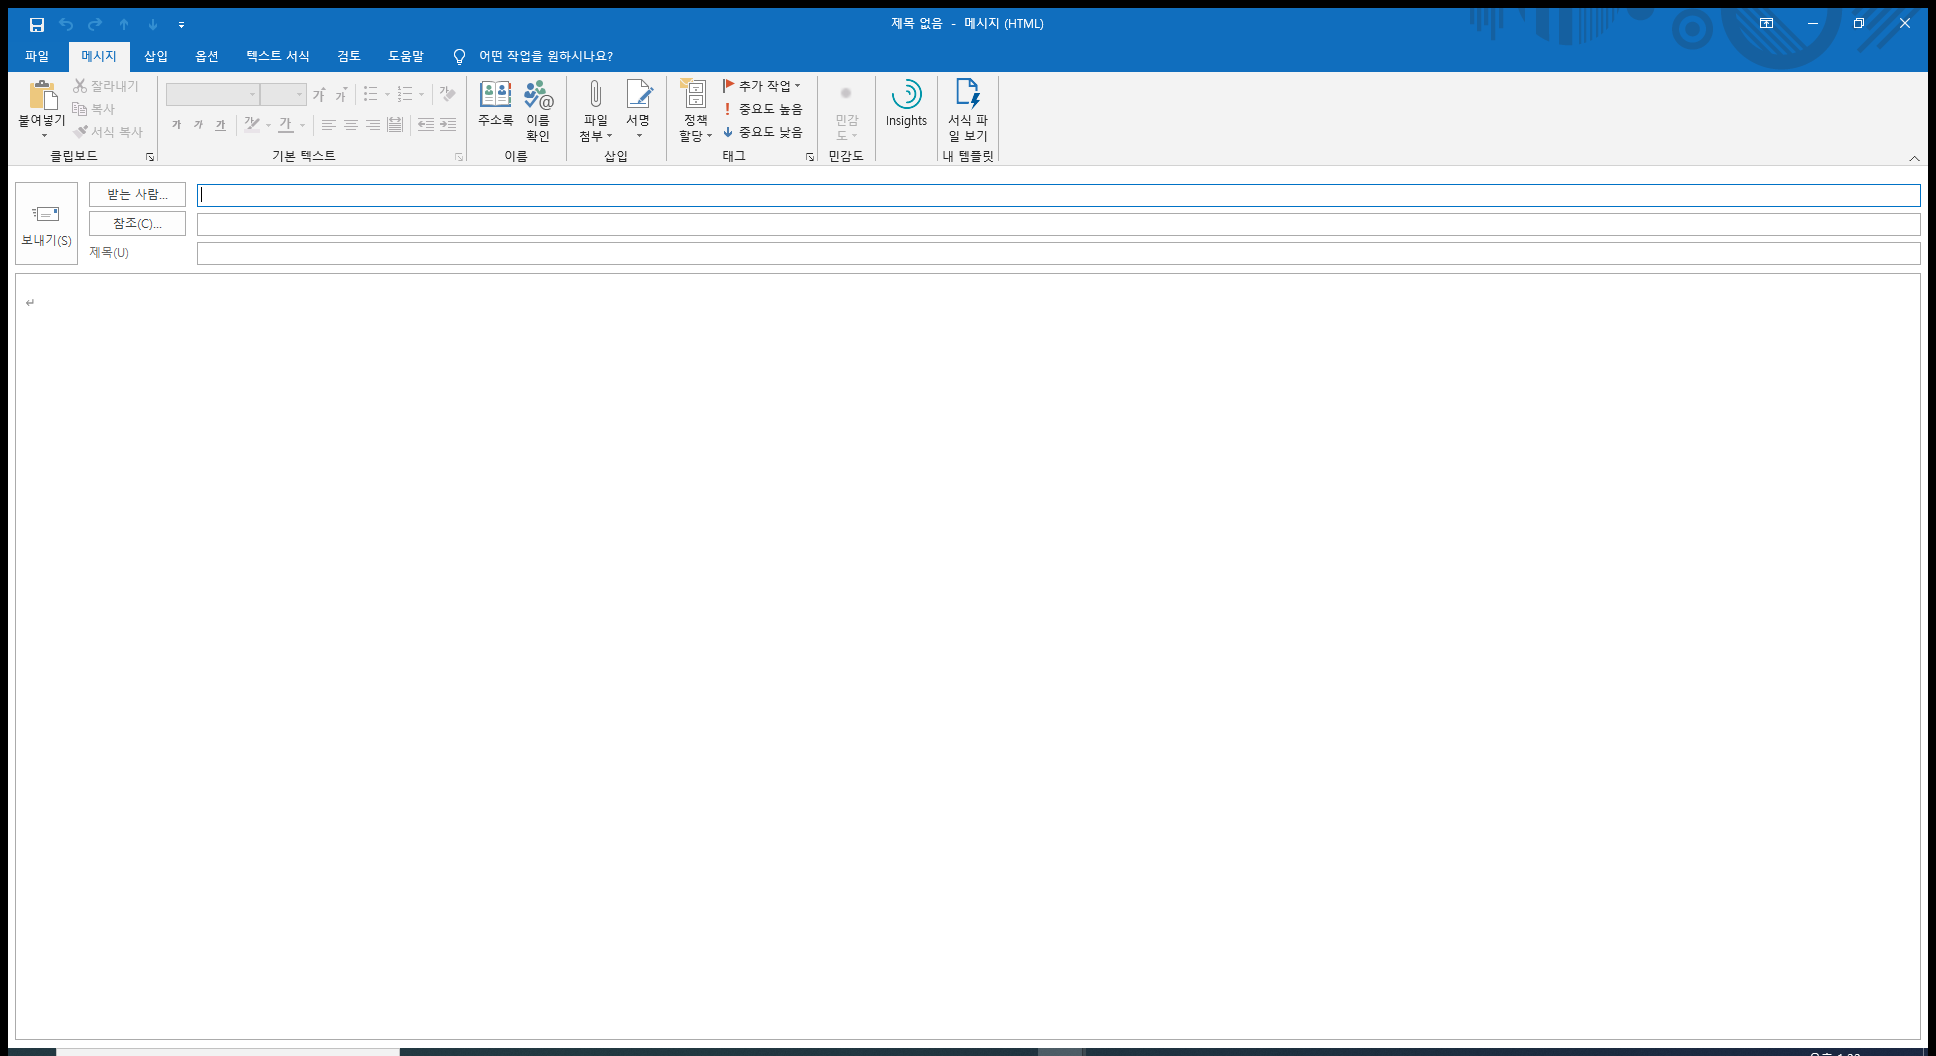 제목 없음 - 메시지 (HTML)
파일 메시지 삽입 옵션 텍스트 서식 검토 도움말 어떤 작업을 원하시나요?
붙여넣기
잘라내기
복사
서식 복사
클립보드
가 가 가
가 가 가 가 가
기본 텍스트
주소록
이름
확인
이름
파일
첨부
서명
삽입
정책
할당
추가 작업
중요도 높음
중요도 낮음
태그
민감
도
민감도
Insights
서식 파
일 보기
내 템플릿
보내기(S)
받는 사람...
참조(C)...
제목(U)